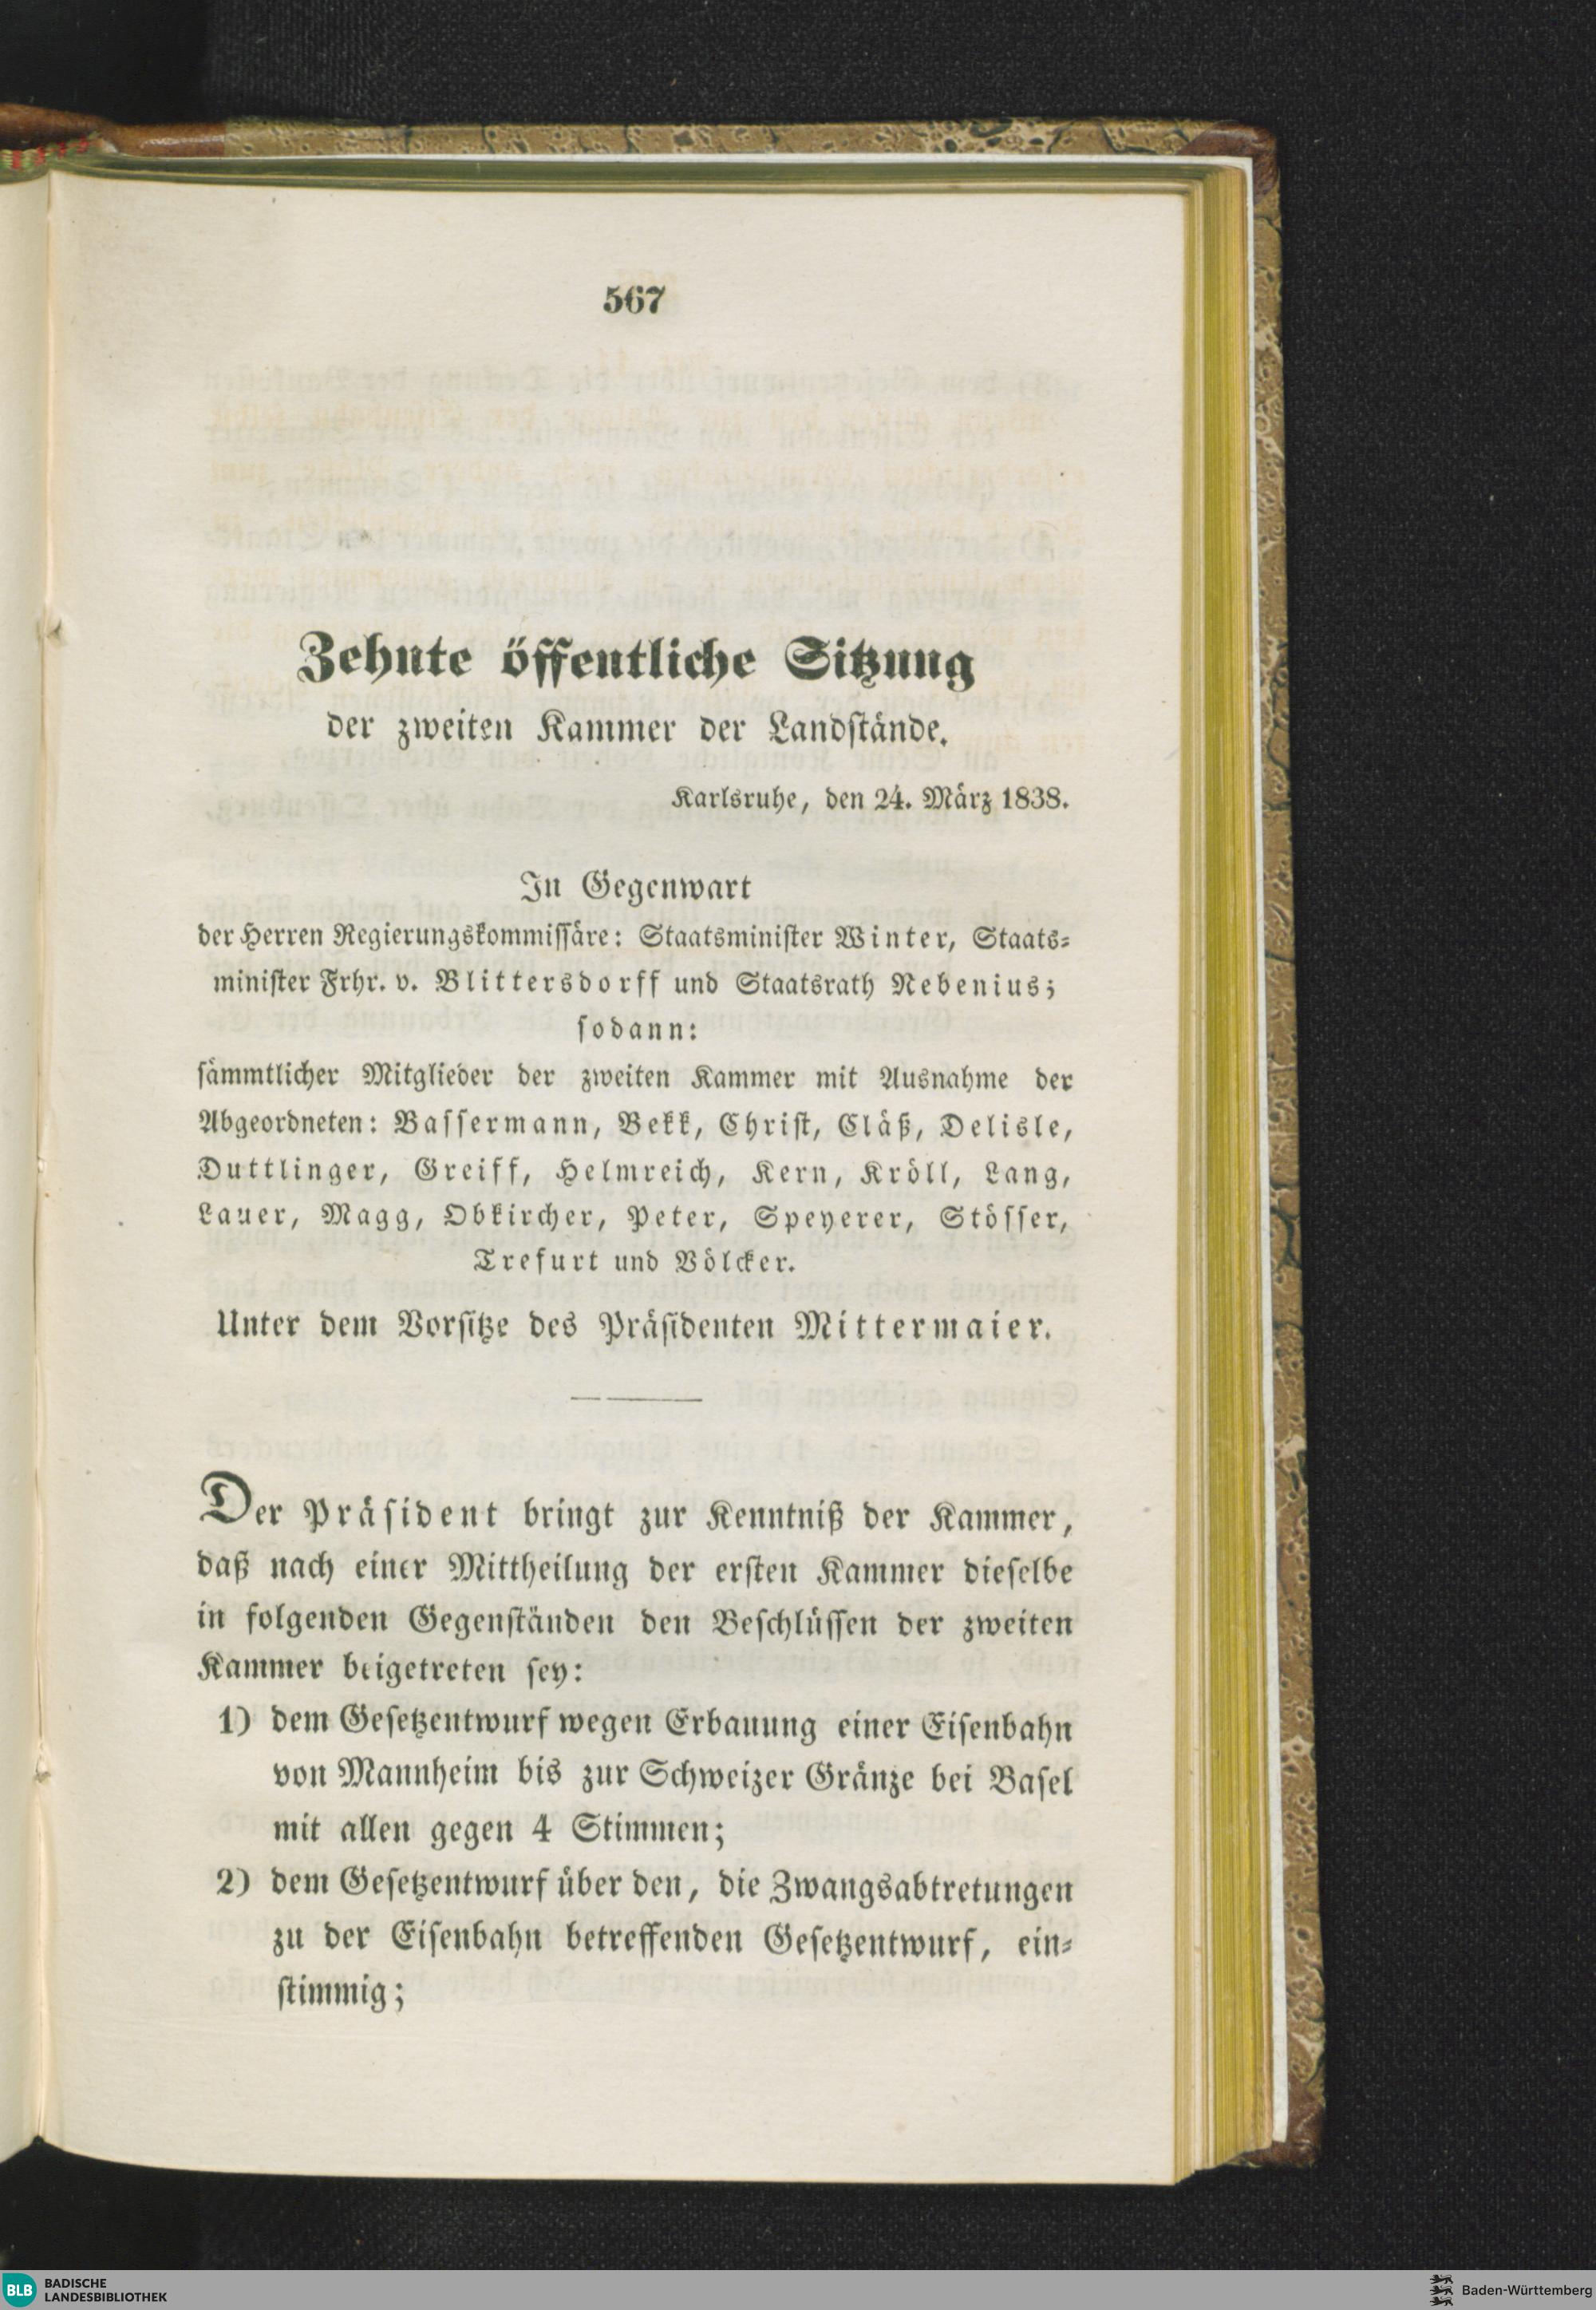 567
Zehnte öffentliche Sitzung
der zweiten Kammer der Landstände.
Karlsruhe, den 24. März 1838.
In Gegenwart
der Herren Regierungskommissäre: Staatsminister Winter, Staats-
minister Frhr. v. Blittersdorff und Staatsrath Nebenius;
sodann:
sämmtlicher Mitglieder der zweiten Kammer mit Ausnahme der
Abgeordneten: Bassermann, Bekk, Christ, Cläß, Delisle,
Duttlinger, Greiff, Helmreich, Kern, Kröll, Lang,
Lauer, Magg, Obkircher, Peter, Speyerer, Stösser,
Trefurt und Völcker.
Unter dem Vorsitze des Präsidenten Mittermaier.
Der Präsident bringt zur Kenntniß der Kammer,
daß nach einer Mittheilung der ersten Kammer dieselbe
in folgenden Gegenständen den Beschlüssen der zweiten
Kammer beigetreten sey:
1) dem Gesetzentwurf wegen Erbauung einer Eisenbahn
von Mannheim bis zur Schweizer Gränze bei Basel
mit allen gegen 4 Stimmen;
2) dem Gesetzentwurf über den, die Zwangsabtretungen
zu der Eisenbahn betreffenden Gesetzentwurf, ein-
stimmig;
BLB BADISCHE
LANDESBIBLIOTHEK
Baden-Württemberg